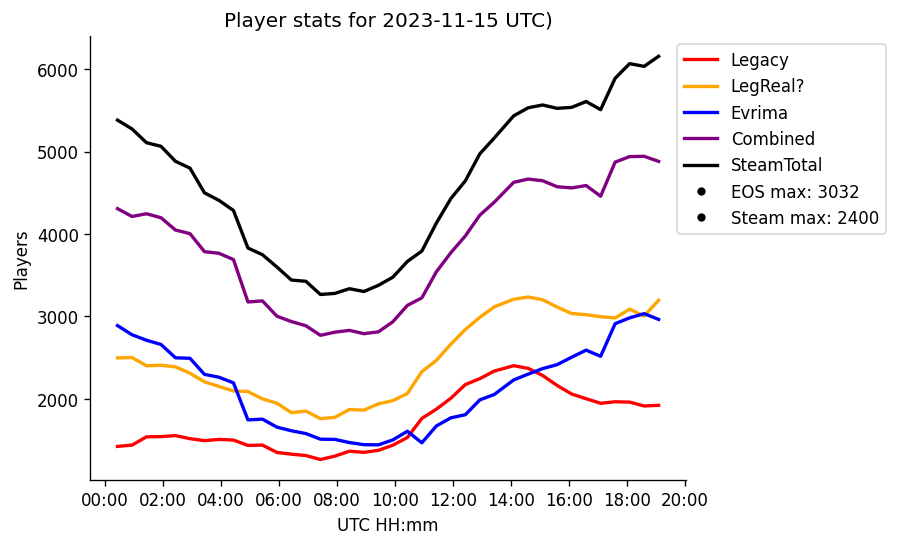 Player stats for 2023-11-15 UTC)
Players
6000
5000
4000
3000
2000
00:00 02:00 04:00 06:00 08:00 10:00 12:00 14:00 16:00 18:00 20:00
UTC HH:mm
Legacy
LegReal?
Evrima
Combined
SteamTotal
EOS max: 3032
Steam max: 2400